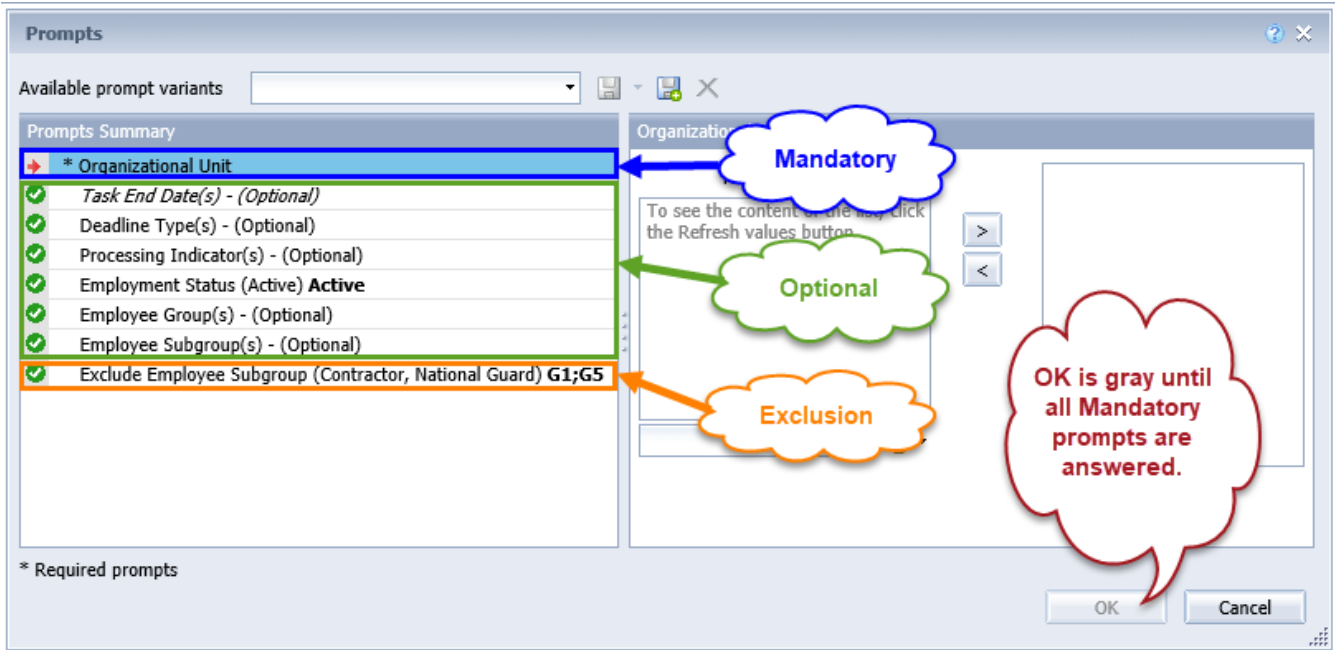 Prompts
Available prompt variants
Prompts Summary
* Organizational Unit
Task End Date(s) - (Optional)
Deadline Type(s) - (Optional)
Processing Indicator(s) - (Optional)
Employment Status (Active) Active
Employee Group(s) - (Optional)
Employee Subgroup(s) - (Optional)
Exclude Employee Subgroup (Contractor, National Guard) G1;G5
Mandatory
To see the content of the list, click
the Refresh values button
>
<
Optional
Exclusion
OK is gray until
all Mandatory
prompts are
answered.
* Required prompts
OK
Cancel